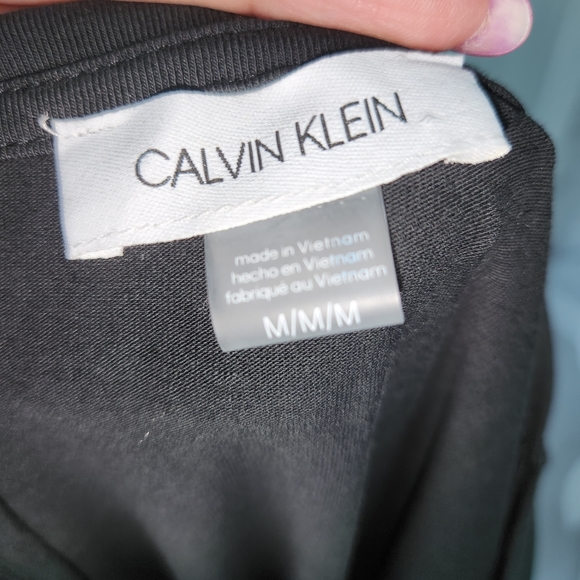 CALVIN KLEIN
made in Vietnam
hecho en Vietnam
fabriqué au Vietnam
M/M/M